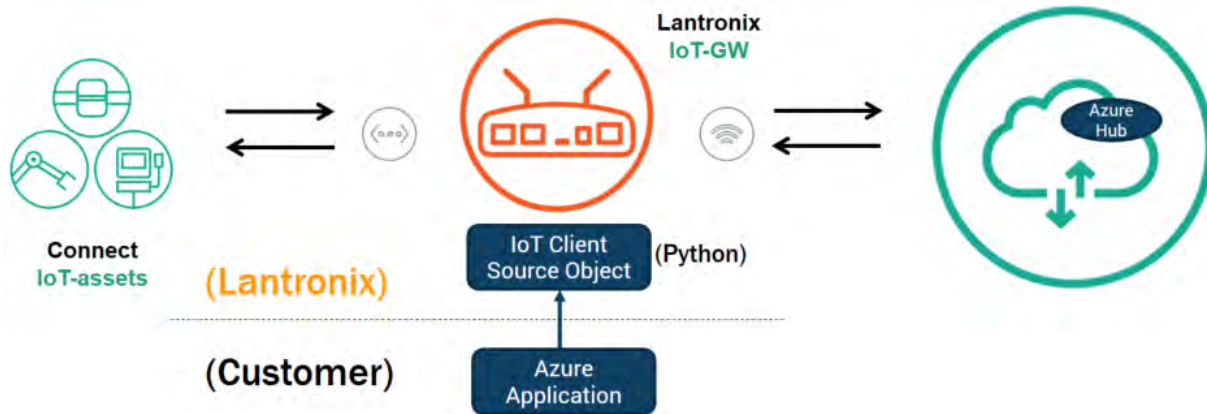 Lantronix
IoT-GW
Azure
Hub
Connect
IoT-assets
IoT Client
Source Object
(Python)
(Lantronix)
(Customer)
Azure
Application